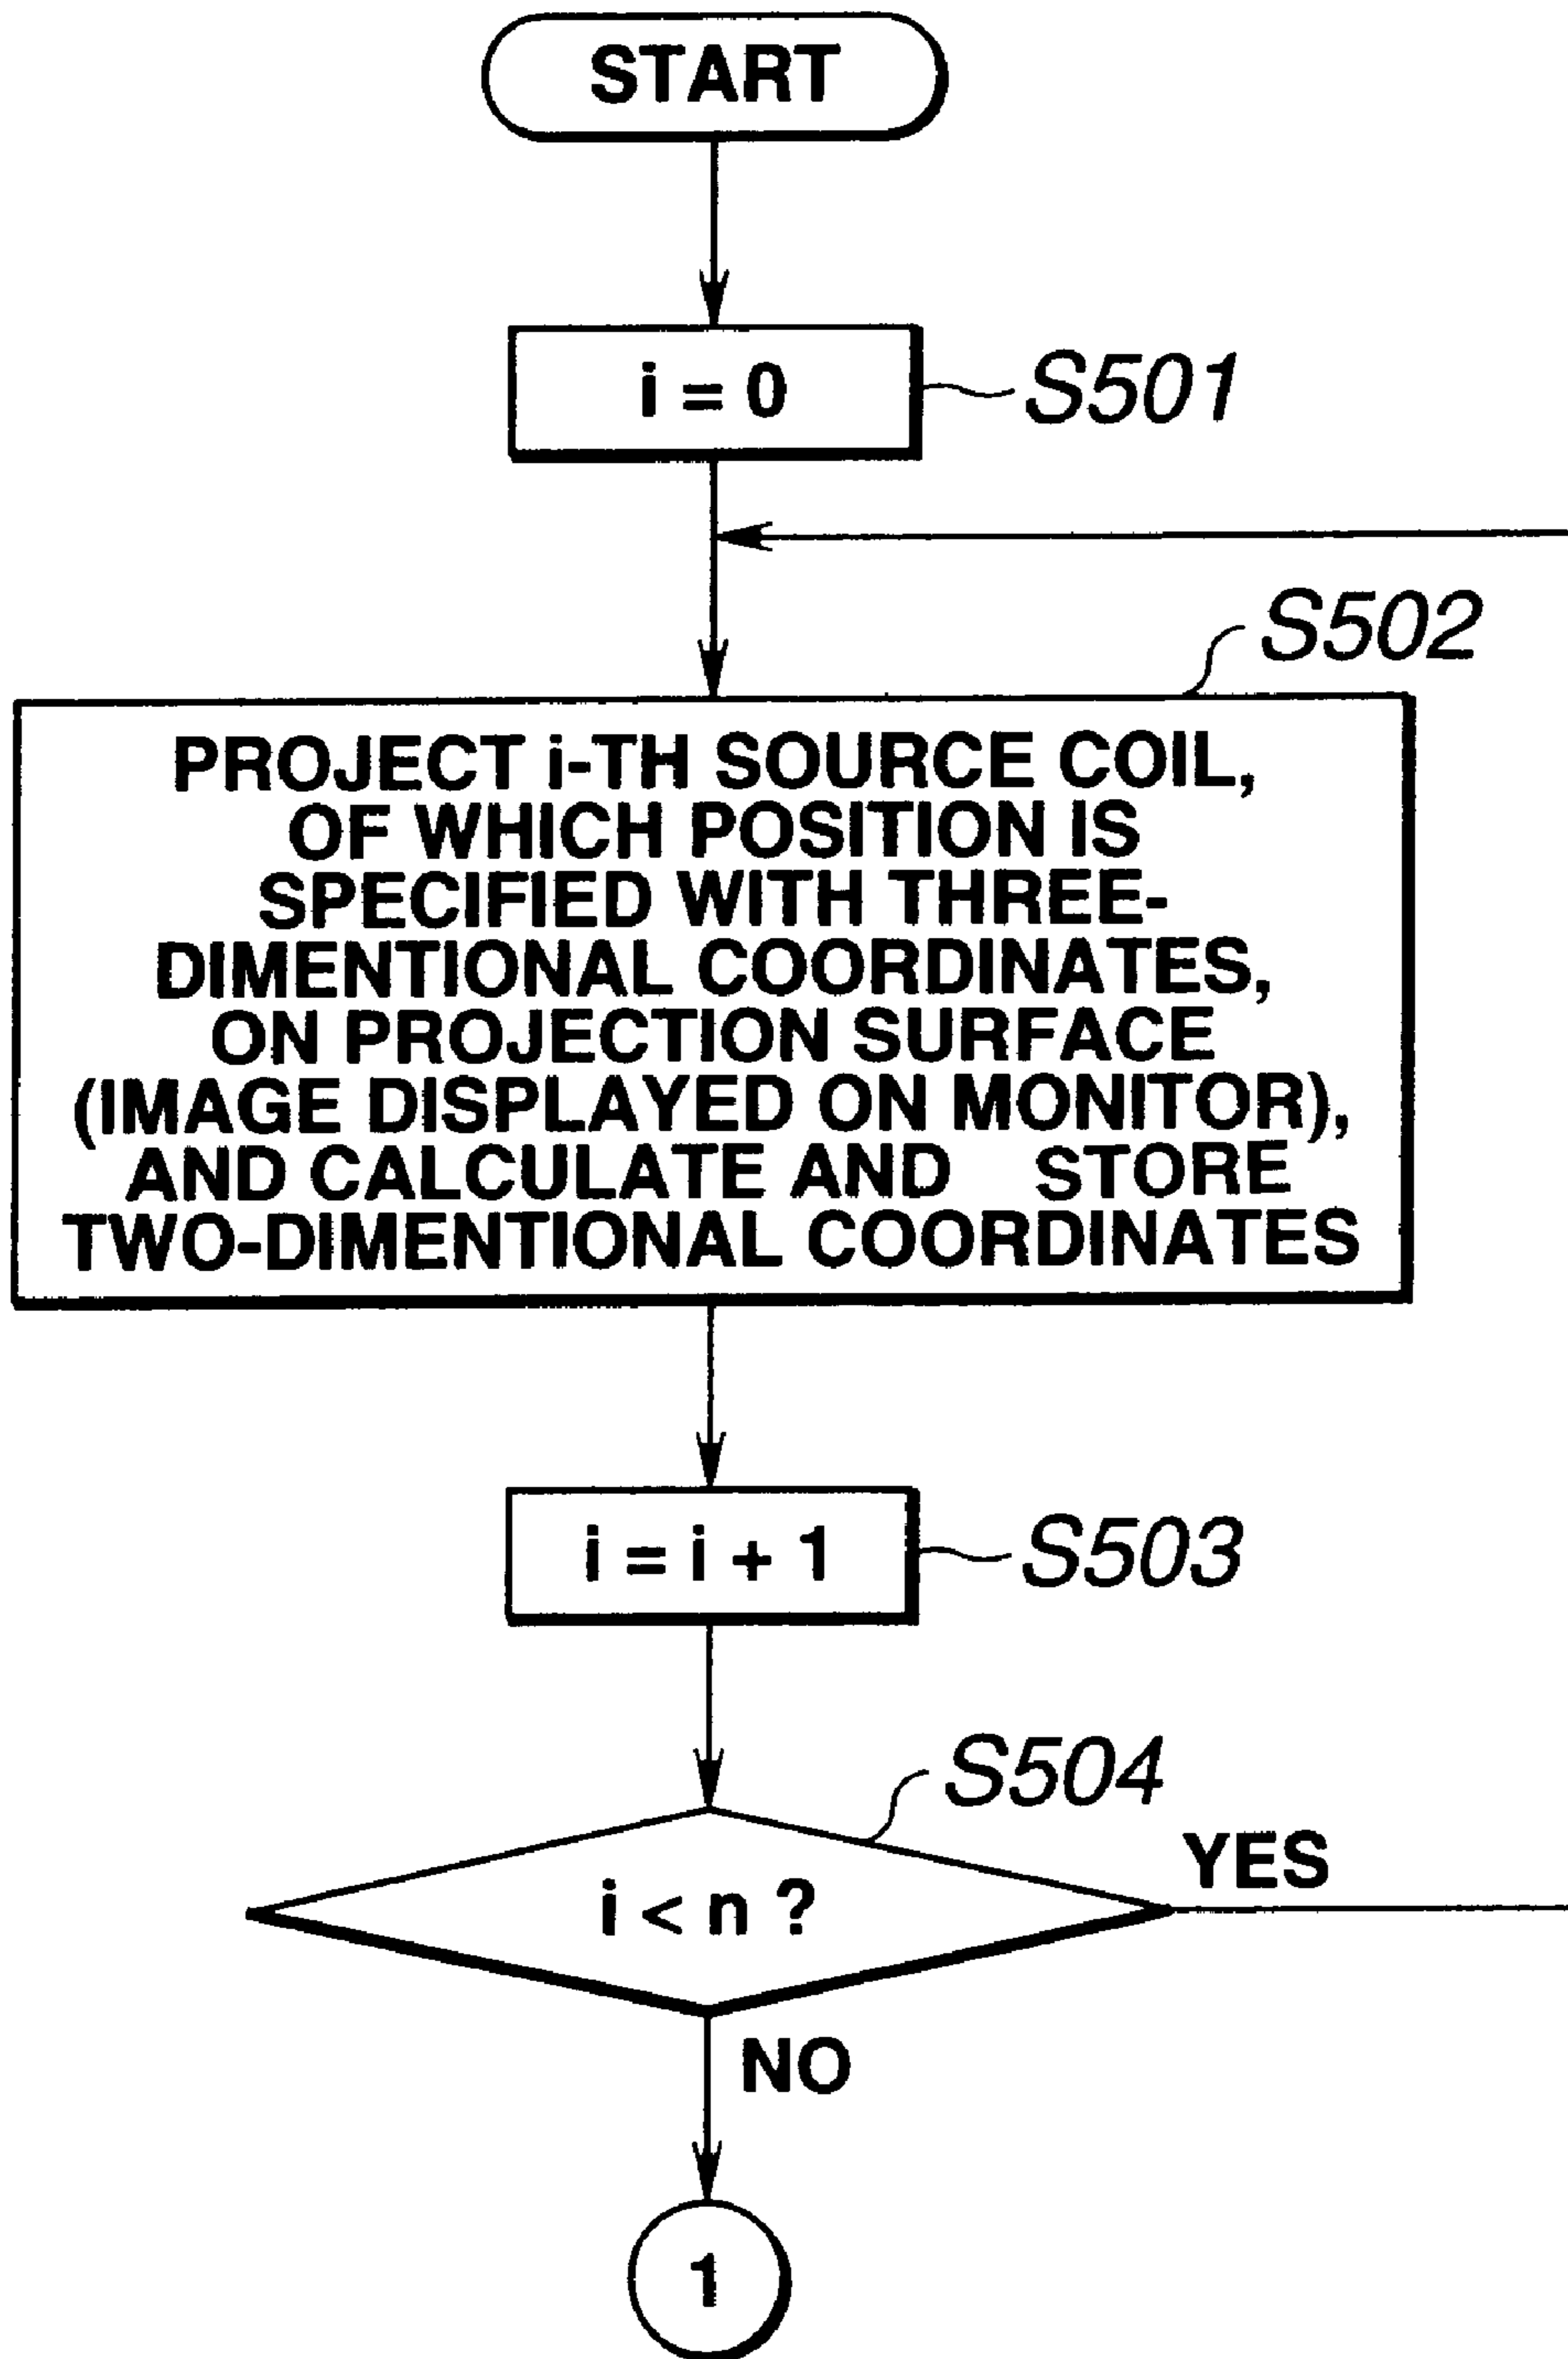 START
i = 0
S501
S502
PROJECT i-TH SOURCE COIL,
OF WHICH POSITION IS
SPECIFIED WITH THREE-
DIMENTIONAL COORDINATES,
ON PROJECTION SURFACE
(IMAGE DISPLAYED ON MONITOR),
AND CALCULATE AND STORE
TWO-DIMENTIONAL COORDINATES
i = i + 1
S503
S504
i < n ?
YES
NO
1